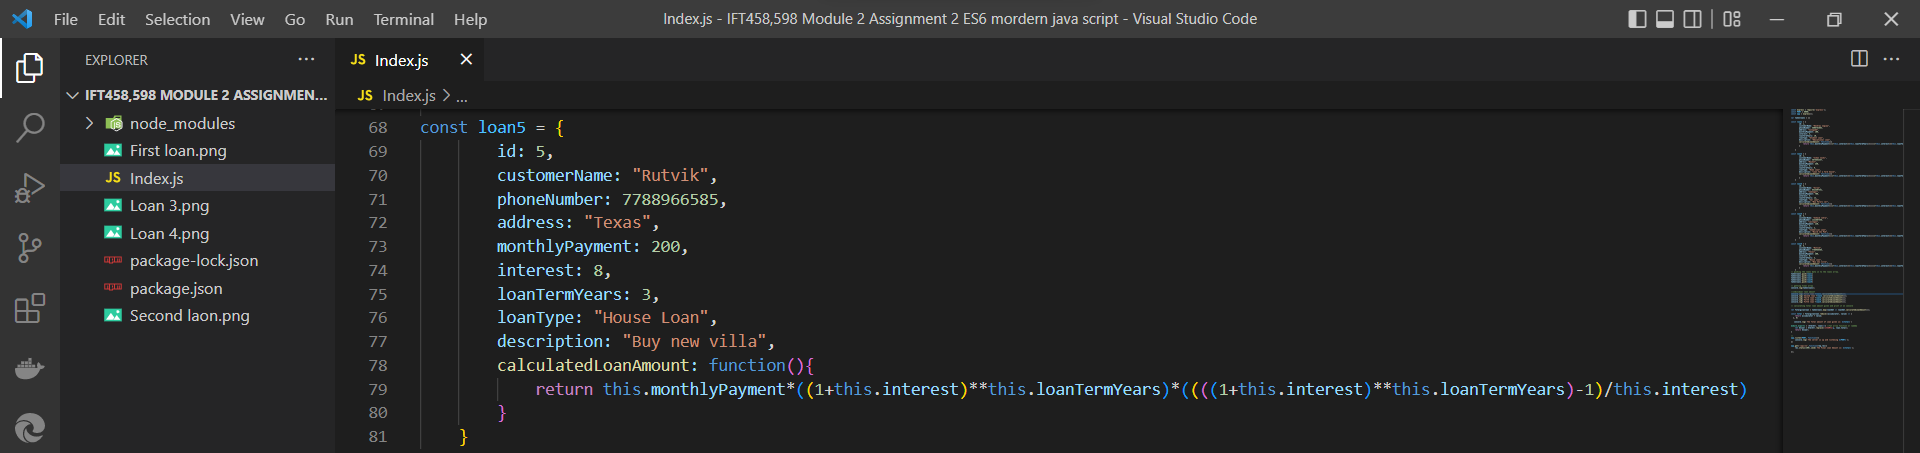 File Edit Selection View Go Run Terminal Help Index.js - IFT458,598 Module 2 Assignment 2 ES6 mordern java script - Visual Studio Code
EXPLORER ···
IFT458,598 MODULE 2 ASSIGNMEN...
node_modules
First loan.png
JS Index.js
Loan 3.png
Loan 4.png
package-lock.json
package.json
Second laon.png
JS Index.js
JS Index.js > ...
68 const loan5 = {
69 id: 5,
70 customerName: "Rutvik",
71 phoneNumber: 7788966585,
72 address: "Texas",
73 monthlyPayment: 200,
74 interest: 8,
75 loanTermYears: 3,
76 loanType: "House Loan",
77 description: "Buy new villa",
78 calculatedLoanAmount: function(){
79 return this.monthlyPayment*((1+this.interest)**this.loanTermYears)*((((1+this.interest)**this.loanTermYears)-1)/this.interest)
80 }
81 }